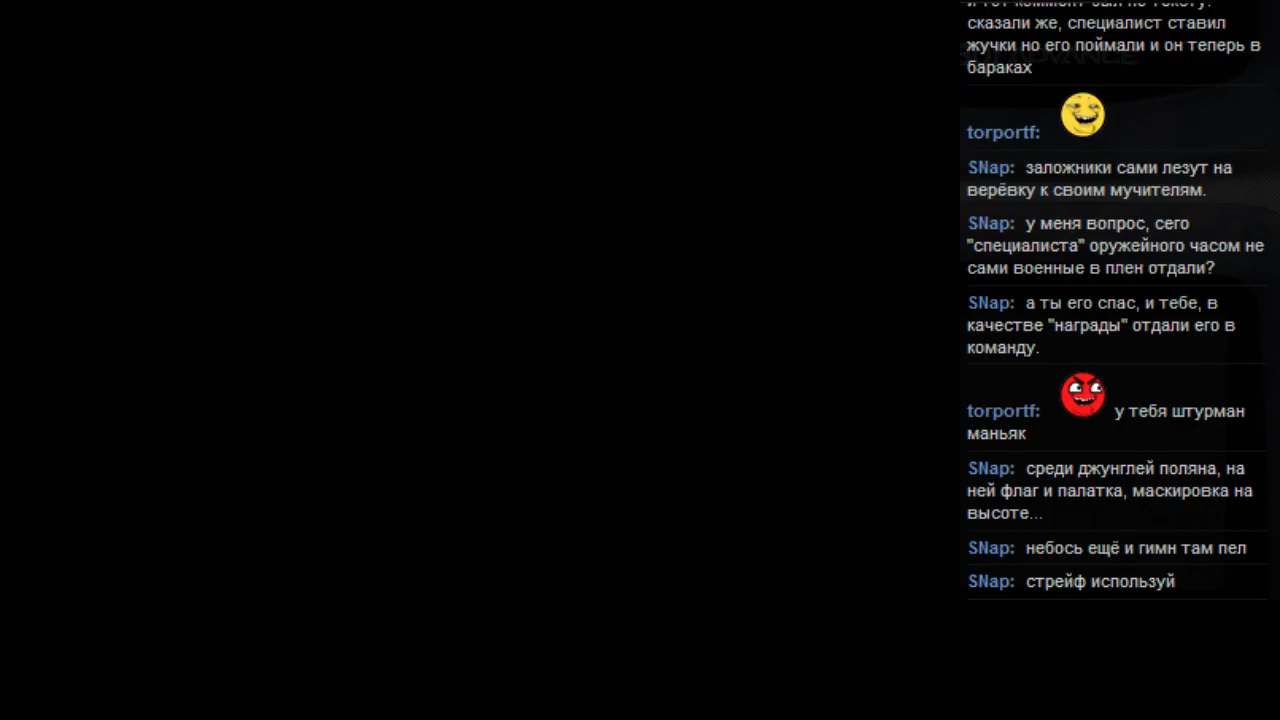 сказали же, специалист ставил
жучки но его поймали и он теперь в
бараках
torportf:
SNap: заложники сами лезут на
верёвку к своим мучителям.
SNap: у меня вопрос, сего
"специалиста" оружейного часом не
сами военные в плен отдали?
SNap: а ты его спас, и тебе, в
качестве "награды" отдали его в
команду.
torportf: у тебя штурман
маньяк
SNap: среди джунглей поляна, на
ней флаг и палатка, маскировка на
высоте...
SNap: небось ещё и гимн там пел
SNap: стрейф используй